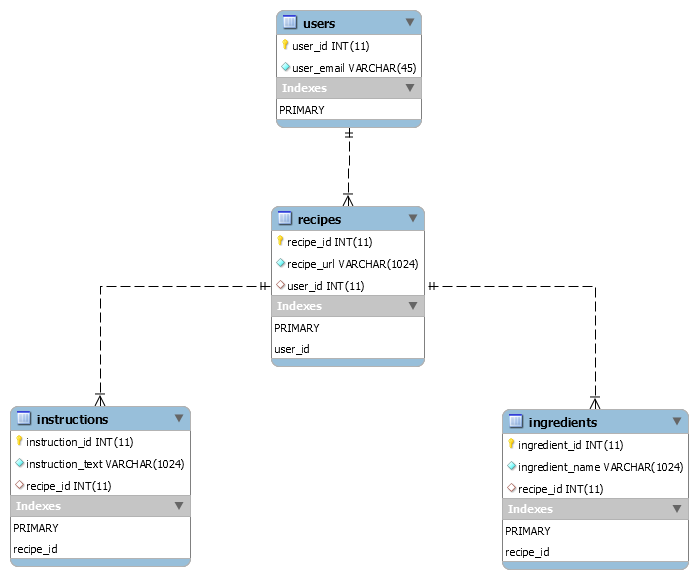 users
user_id INT(11)
user_email VARCHAR(45)
Indexes
PRIMARY
recipes
recipe_id INT(11)
recipe_url VARCHAR(1024)
user_id INT(11)
Indexes
PRIMARY
user_id
instructions
instruction_id INT(11)
instruction_text VARCHAR(1024)
recipe_id INT(11)
Indexes
PRIMARY
recipe_id
ingredients
ingredient_id INT(11)
ingredient_name VARCHAR(1024)
recipe_id INT(11)
Indexes
PRIMARY
recipe_id